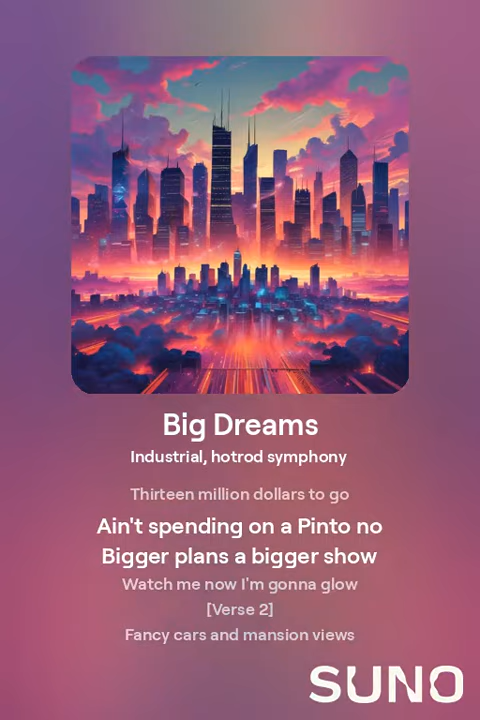 Big Dreams
Industrial, hotrod symphony
Thirteen million dollars to go
Ain't spending on a Pinto no
Bigger plans a bigger show
Watch me now I'm gonna glow
[Verse 2]
Fancy cars and mansion views
SUNO